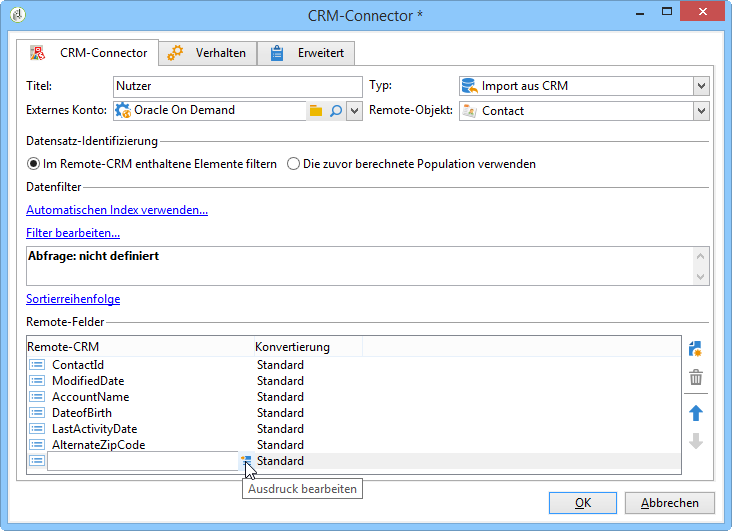 CRM-Connector *
CRM-Connector Verhalten Erweitert
Titel: Nutzer Typ: Import aus CRM
Externes Konto: Oracle On Demand Remote-Objekt: Contact
Datensatz-Identifizierung
Im Remote-CRM enthaltene Elemente filtern Die zuvor berechnete Population verwenden
Datenfilter
Automatischen Index verwenden...
Filter bearbeiten...
Abfrage: nicht definiert
Sortierreihenfolge
Remote-Felder
Remote-CRM Konvertierung
ContactId Standard
ModifiedDate Standard
AccountName Standard
DateofBirth Standard
LastActivityDate Standard
AlternateZipCode Standard
Standard
Ausdruck bearbeiten
OK Abbrechen